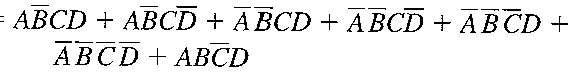 = AB̅CD + AB̅CD̅ + A̅ B̅CD + A̅ B̅CD̅ + A̅ B̅ C̅D +
A̅ B̅ C̅ D̅ + ABC̅D